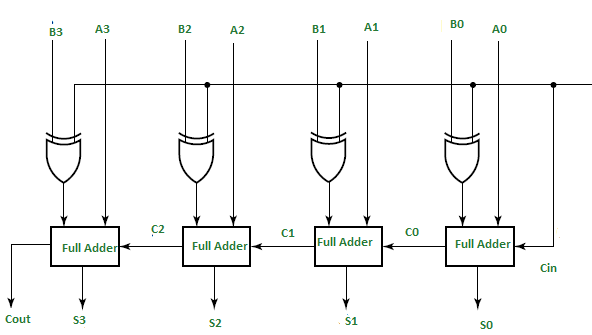 B3 A3 B2 A2 B1 A1 B0 A0
C2 C1 C0
Full Adder Full Adder Full Adder Full Adder
Cin
Cout S3 S2 S1 S0